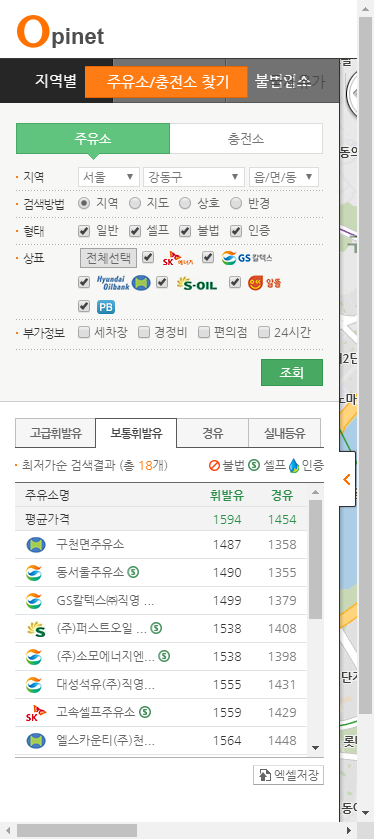 Opinet
지역별 주유소/충전소 찾기 불법업소
주유소 충전소
지역 서울 강동구 읍/면/동
검색방법 지역 지도 상호 반경
형태 일반 셀프 불법 인증
상표 전체선택 SK에너지 GS칼텍스
Hyundai Oilbank S-OIL 알뜰
PB
부가정보 세차장 경정비 편의점 24시간
조회
고급휘발유 보통휘발유 경유 실내등유
최저가순 검색결과 (총 18개) 불법 셀프 인증
주유소명 휘발유 경유
평균가격 1594 1454
구천면주유소 1487 1358
동서울주유소 1490 1355
GS칼텍스㈜직영 ... 1499 1379
(주)퍼스트오일 ... 1538 1408
(주)소모에너지엔... 1538 1398
대성석유(주)직영... 1555 1431
고속셀프주유소 1559 1429
엘스카운티(주)천... 1564 1448
엑셀저장